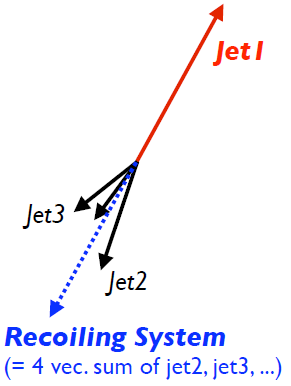 Jet1
Jet3
Jet2
Recoiling System
(= 4 vec. sum of jet2, jet3, ...)